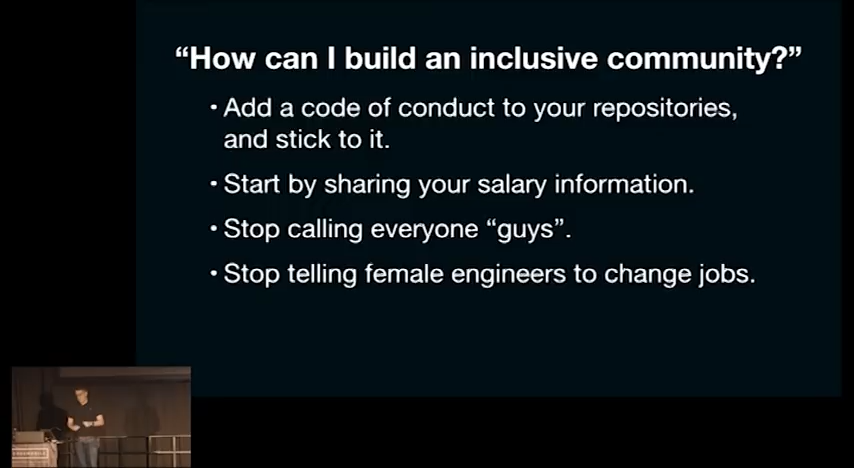 “How can I build an inclusive community?”
• Add a code of conduct to your repositories,
and stick to it.
• Start by sharing your salary information.
• Stop calling everyone “guys”.
• Stop telling female engineers to change jobs.